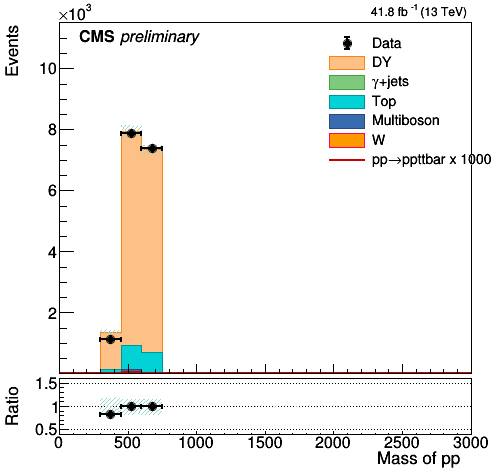 ×10³
41.8 fb⁻¹ (13 TeV)
CMS preliminary
Events
10
8
6
4
2
Data
DY
γ+jets
Top
Multiboson
W
pp→ppttbar x 1000
Ratio
1.5
1
0.5
0 500 1000 1500 2000 2500 3000
Mass of pp